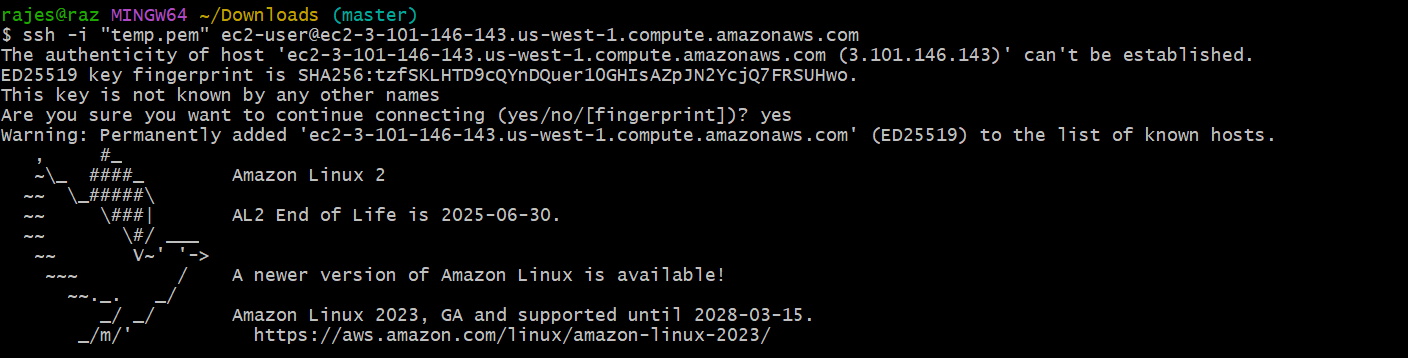 rajes@raz MINGW64 ~/Downloads (master)
$ ssh -i "temp.pem" ec2-user@ec2-3-101-146-143.us-west-1.compute.amazonaws.com
The authenticity of host 'ec2-3-101-146-143.us-west-1.compute.amazonaws.com (3.101.146.143)' can't be established.
ED25519 key fingerprint is SHA256:tzfSKLHTD9cQYnDQuer10GHIsAZpJN2YcjQ7FRSUHwo.
This key is not known by any other names
Are you sure you want to continue connecting (yes/no/[fingerprint])? yes
Warning: Permanently added 'ec2-3-101-146-143.us-west-1.compute.amazonaws.com' (ED25519) to the list of known hosts.
   ,     #_
   ~\_  ####_        Amazon Linux 2
  ~~  \_#####\
  ~~     \###|       AL2 End of Life is 2025-06-30.
  ~~       \#/ ___
   ~~       V~' '->
    ~~~         /    A newer version of Amazon Linux is available!
      ~~._.   _/
         _/ _/       Amazon Linux 2023, GA and supported until 2028-03-15.
       _/m/'           https://aws.amazon.com/linux/amazon-linux-2023/